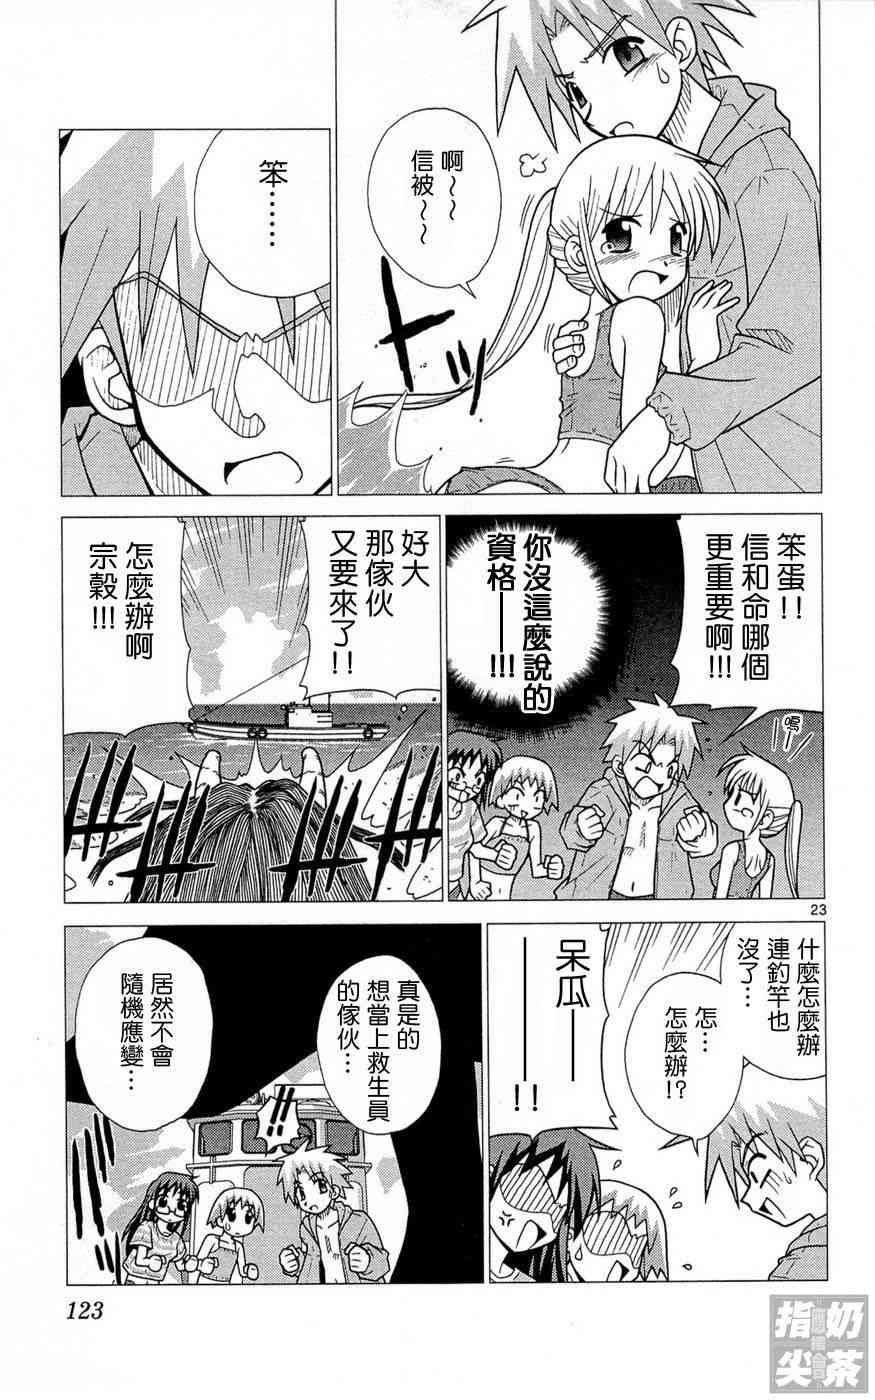 啊～～
信被～～
笨……
笨蛋!!
信和命哪個
更重要啊!!!
嗚—
你沒這麼說的
資格——!!!
好大
那傢伙
又要來了!!
怎麼辦啊
宗穀!!!
23
什麼怎麼辦
連釣竿也
沒了…
怎…
怎麼辦!?
呆瓜——
——!!
真是的
想當上救生員
的傢伙…
!!!
居然不會
隨機應變…
123
指奶
尖茶